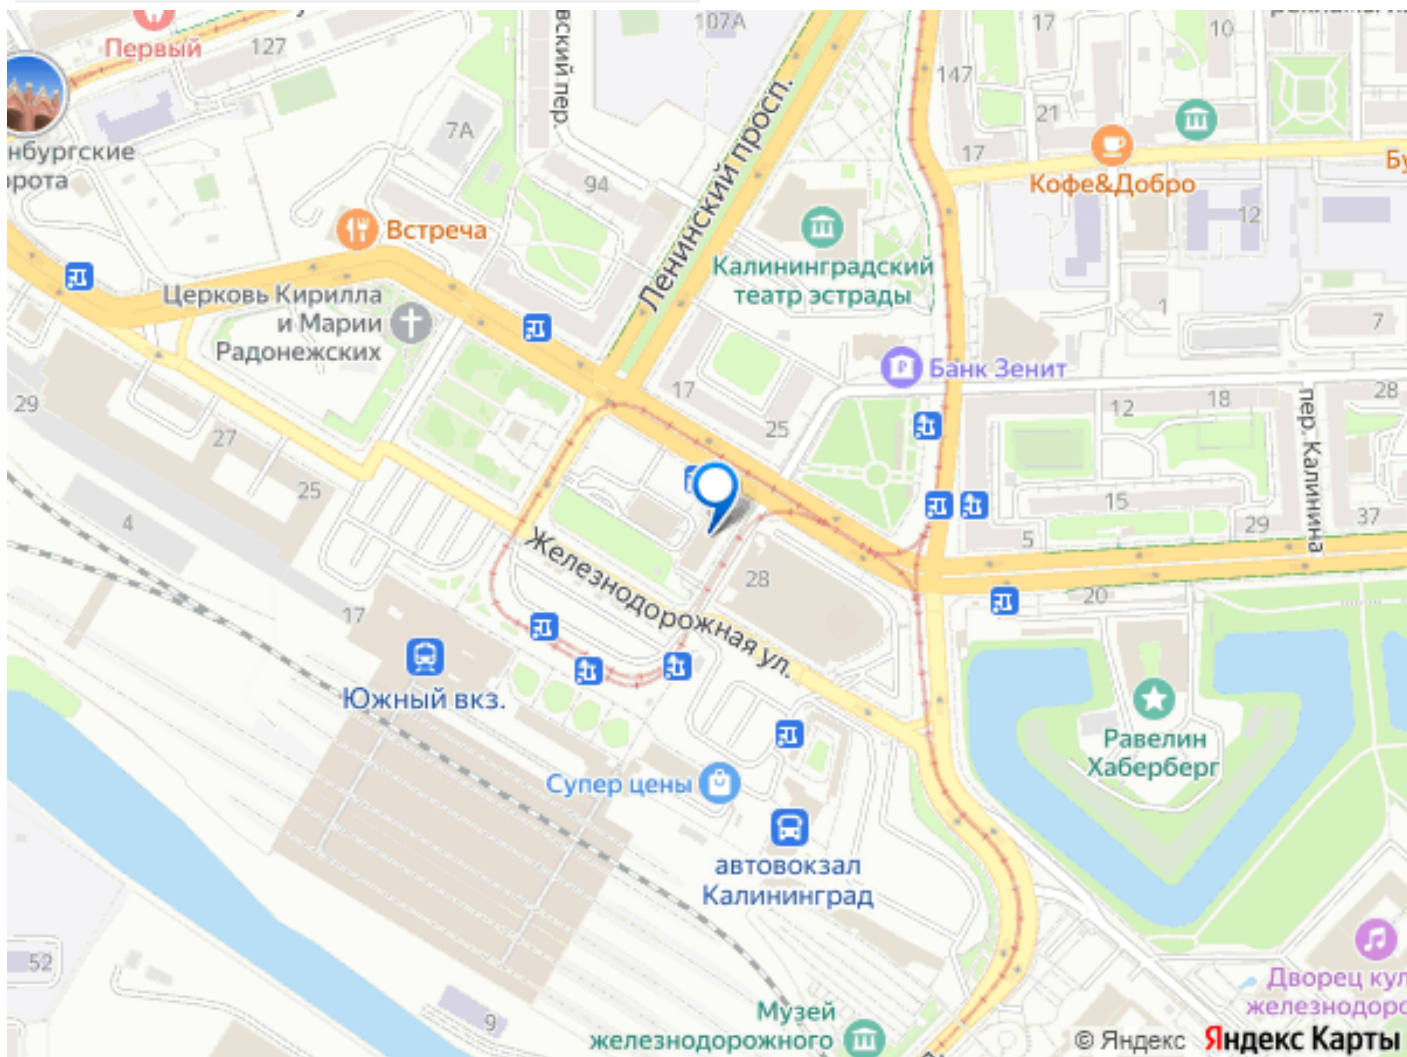 107А
Первый
127
вский пер.
7А
94
нбургские
орота
Встреча
Ленинский просп.
17
10
147
21
17
Кофе&Добро
Бу
12
Калининградский
театр эстрады
1
7
Церковь Кирилла
и Марии
Радонежских
Банк Зенит
17
25
12
18
28
пер. Калинина
29
27
25
4
15
29
37
5
Железнодорожная ул.
28
20
17
Южный вкз.
Равелин
Хаберберг
Супер цены
автовокзал
Калининград
52
9
Музей
железнодорожного
Дворец кул
железнодоро
© Яндекс Яндекс Карты